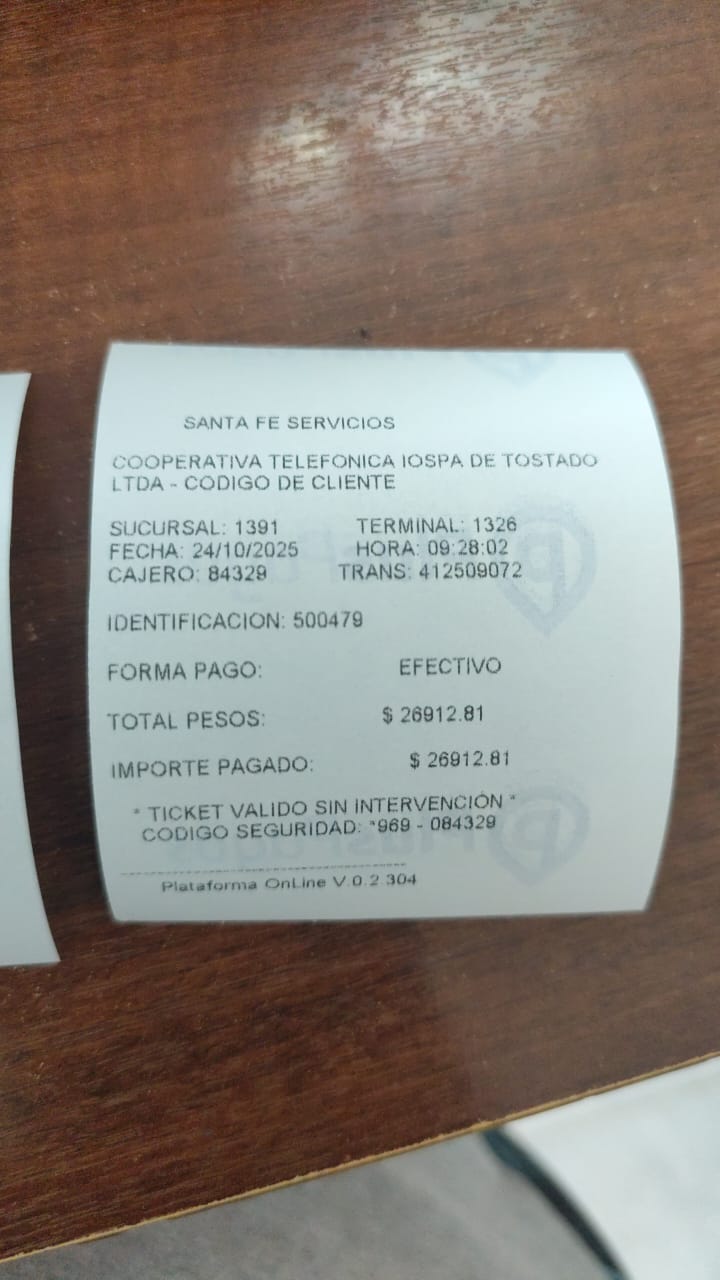 SANTA FE SERVICIOS
COOPERATIVA TELEFONICA IOSPA DE TOSTADO
LTDA - CODIGO DE CLIENTE
SUCURSAL: 1391 TERMINAL: 1326
FECHA: 24/10/2025 HORA: 09:28:02
CAJERO: 84329 TRANS: 412509072
IDENTIFICACION: 500479
FORMA PAGO: EFECTIVO
TOTAL PESOS: $ 26912.81
IMPORTE PAGADO: $ 26912.81
* TICKET VALIDO SIN INTERVENCIÓN *
CODIGO SEGURIDAD: *969 - 084329
Plataforma OnLine V.0.2.304